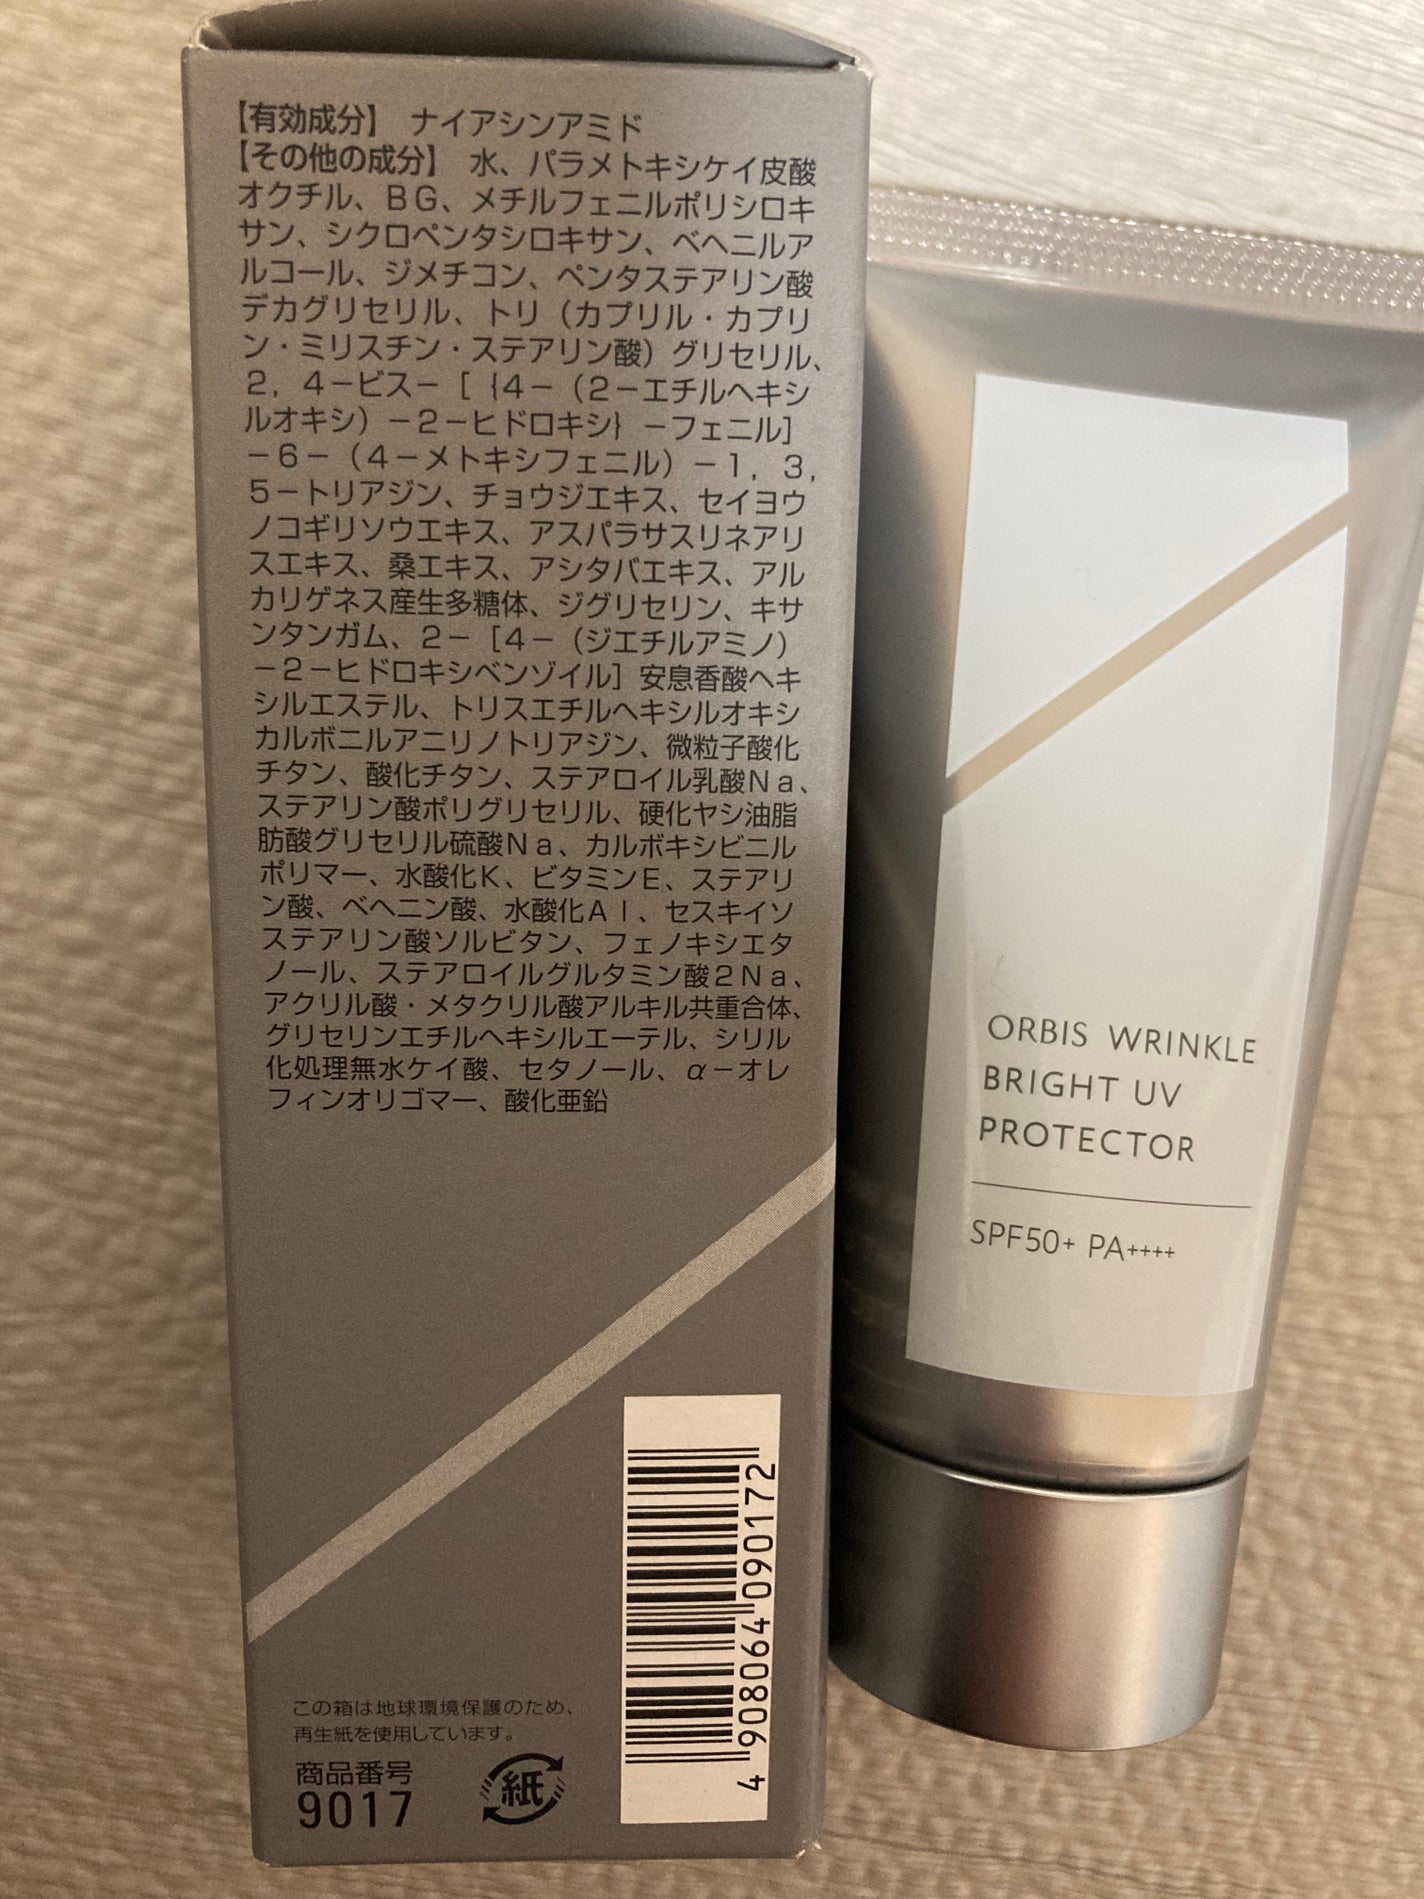 【有効成分】 ナイアシンアミド
【その他の成分】 水、パラメトキシケイ皮酸
オクチル、BG、メチルフェニルポリシロキ
サン、シクロペンタシロキサン、ベヘニルア
ルコール、ジメチコン、ペンタステアリン酸
デカグリセリル、トリ（カプリル・カプリ
ン・ミリスチン・ステアリン酸）グリセリル、
2，4－ビス－［｛4－（2－エチルヘキシ
ルオキシ）－2－ヒドロキシ｝－フェニル］
－6－（4－メトキシフェニル）－1，3，
5－トリアジン、チョウジエキス、セイヨウ
ノコギリソウエキス、アスパラサスリネアリ
スエキス、桑エキス、アシタバエキス、アル
カリゲネス産生多糖体、ジグリセリン、キサ
ンタンガム、2－［4－（ジエチルアミノ）
－2－ヒドロキシベンゾイル］安息香酸ヘキ
シルエステル、トリスエチルヘキシルオキシ
カルボニルアニリノトリアジン、微粒子酸化
チタン、酸化チタン、ステアロイル乳酸Na、
ステアリン酸ポリグリセリル、硬化ヤシ油脂
肪酸グリセリル硫酸Na、カルボキシビニル
ポリマー、水酸化K、ビタミンE、ステアリ
ン酸、ベヘニン酸、水酸化Al、セスキイソ
ステアリン酸ソルビタン、フェノキシエタ
ノール、ステアロイルグルタミン酸2Na、
アクリル酸・メタクリル酸アルキル共重合体、
グリセリンエチルヘキシルエーテル、シリル
化処理無水ケイ酸、セタノール、α－オレ
フィンオリゴマー、酸化亜鉛
この箱は地球環境保護のため、
再生紙を使用しています。
商品番号
9017
紙
4 908064 090172
ORBIS WRINKLE
BRIGHT UV
PROTECTOR
SPF50+ PA++++